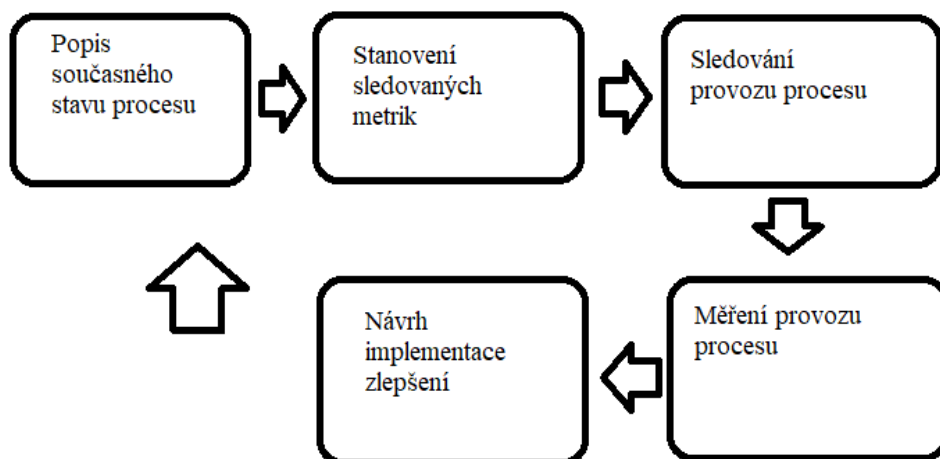 Popis
současného
stavu procesu
Stanovení
sledovaných
metrik
Sledování
provozu procesu
Měření provozu
procesu
Návrh
implementace
zlepšení